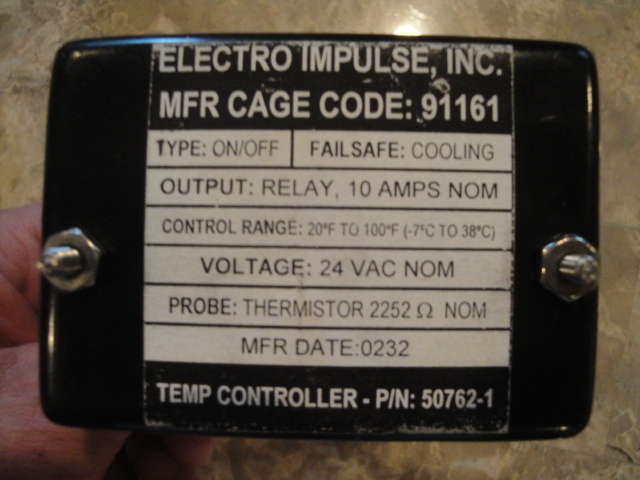 ELECTRO IMPULSE, INC.
MFR CAGE CODE: 91161
TYPE: ON/OFF FAILSAFE: COOLING
OUTPUT: RELAY, 10 AMPS NOM
CONTROL RANGE: 20°F TO 100°F (-7°C TO 38°C)
VOLTAGE: 24 VAC NOM
PROBE: THERMISTOR 2252 Ω NOM
MFR DATE:0232
TEMP CONTROLLER - P/N: 50762-1